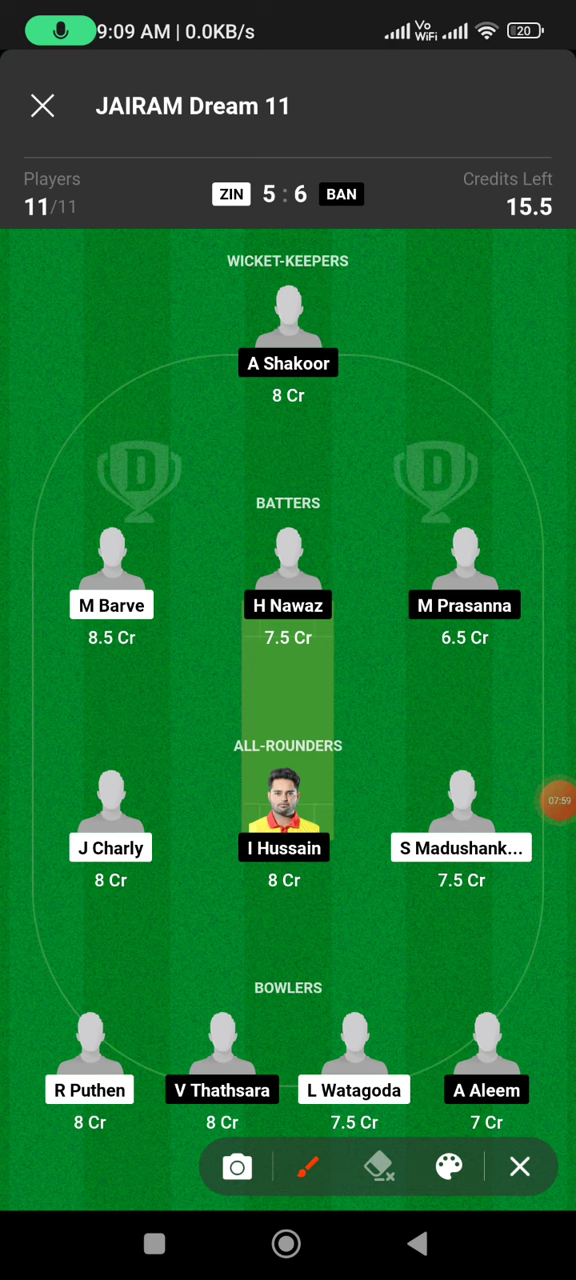 9:09 AM | 0.0KB/s
Vo
WiFi
20
JAIRAM Dream 11
Players
Credits Left
11/11
ZIN 5 : 6 BAN
15.5
WICKET-KEEPERS
A Shakoor
8 Cr
D D
BATTERS
M Barve H Nawaz M Prasanna
8.5 Cr 7.5 Cr 6.5 Cr
ALL-ROUNDERS
07:59
J Charly I Hussain S Madushank...
8 Cr 8 Cr 7.5 Cr
BOWLERS
R Puthen V Thathsara L Watagoda A Aleem
8 Cr 8 Cr 7.5 Cr 7 Cr